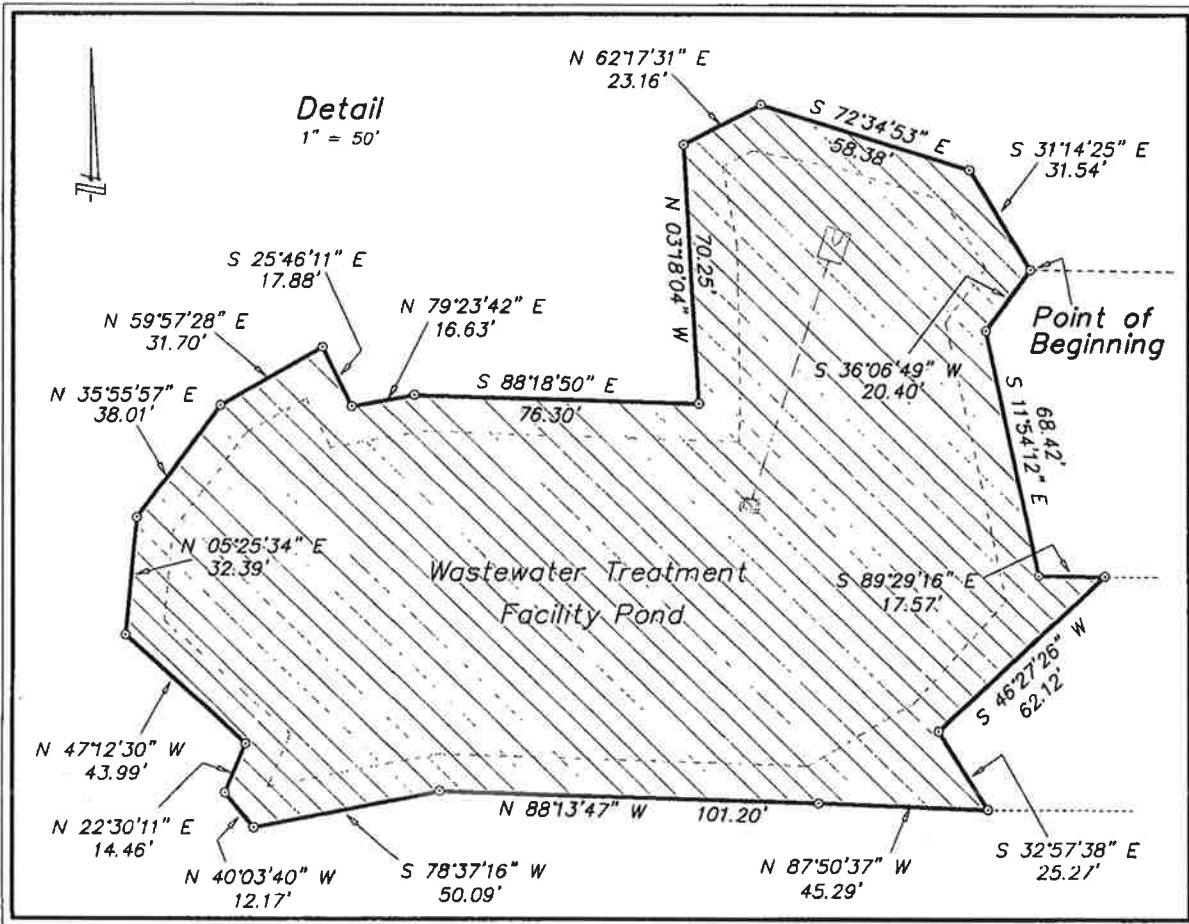 Detail
1" = 50'
N 62°17'31" E
23.16'
S 72°34'53" E
58.38'
S 31°14'25" E
31.54'
Point of
Beginning
S 36°06'49" W
20.40'
S 11°54'12" E
68.42'
S 89°29'16" E
17.57'
S 46°27'26" W
62.12'
S 32°57'38" E
25.27'
N 87°50'37" W
45.29'
N 88°13'47" W 101.20'
S 78°37'16" W
50.09'
N 40°03'40" W
12.17'
N 22°30'11" E
14.46'
N 47°12'30" W
43.99'
N 05°25'34" E
32.39'
N 35°55'57" E
38.01'
N 59°57'28" E
31.70'
S 25°46'11" E
17.88'
N 79°23'42" E
16.63'
S 88°18'50" E
76.30'
N 03°18'04" W
70.25'
Wastewater Treatment
Facility Pond